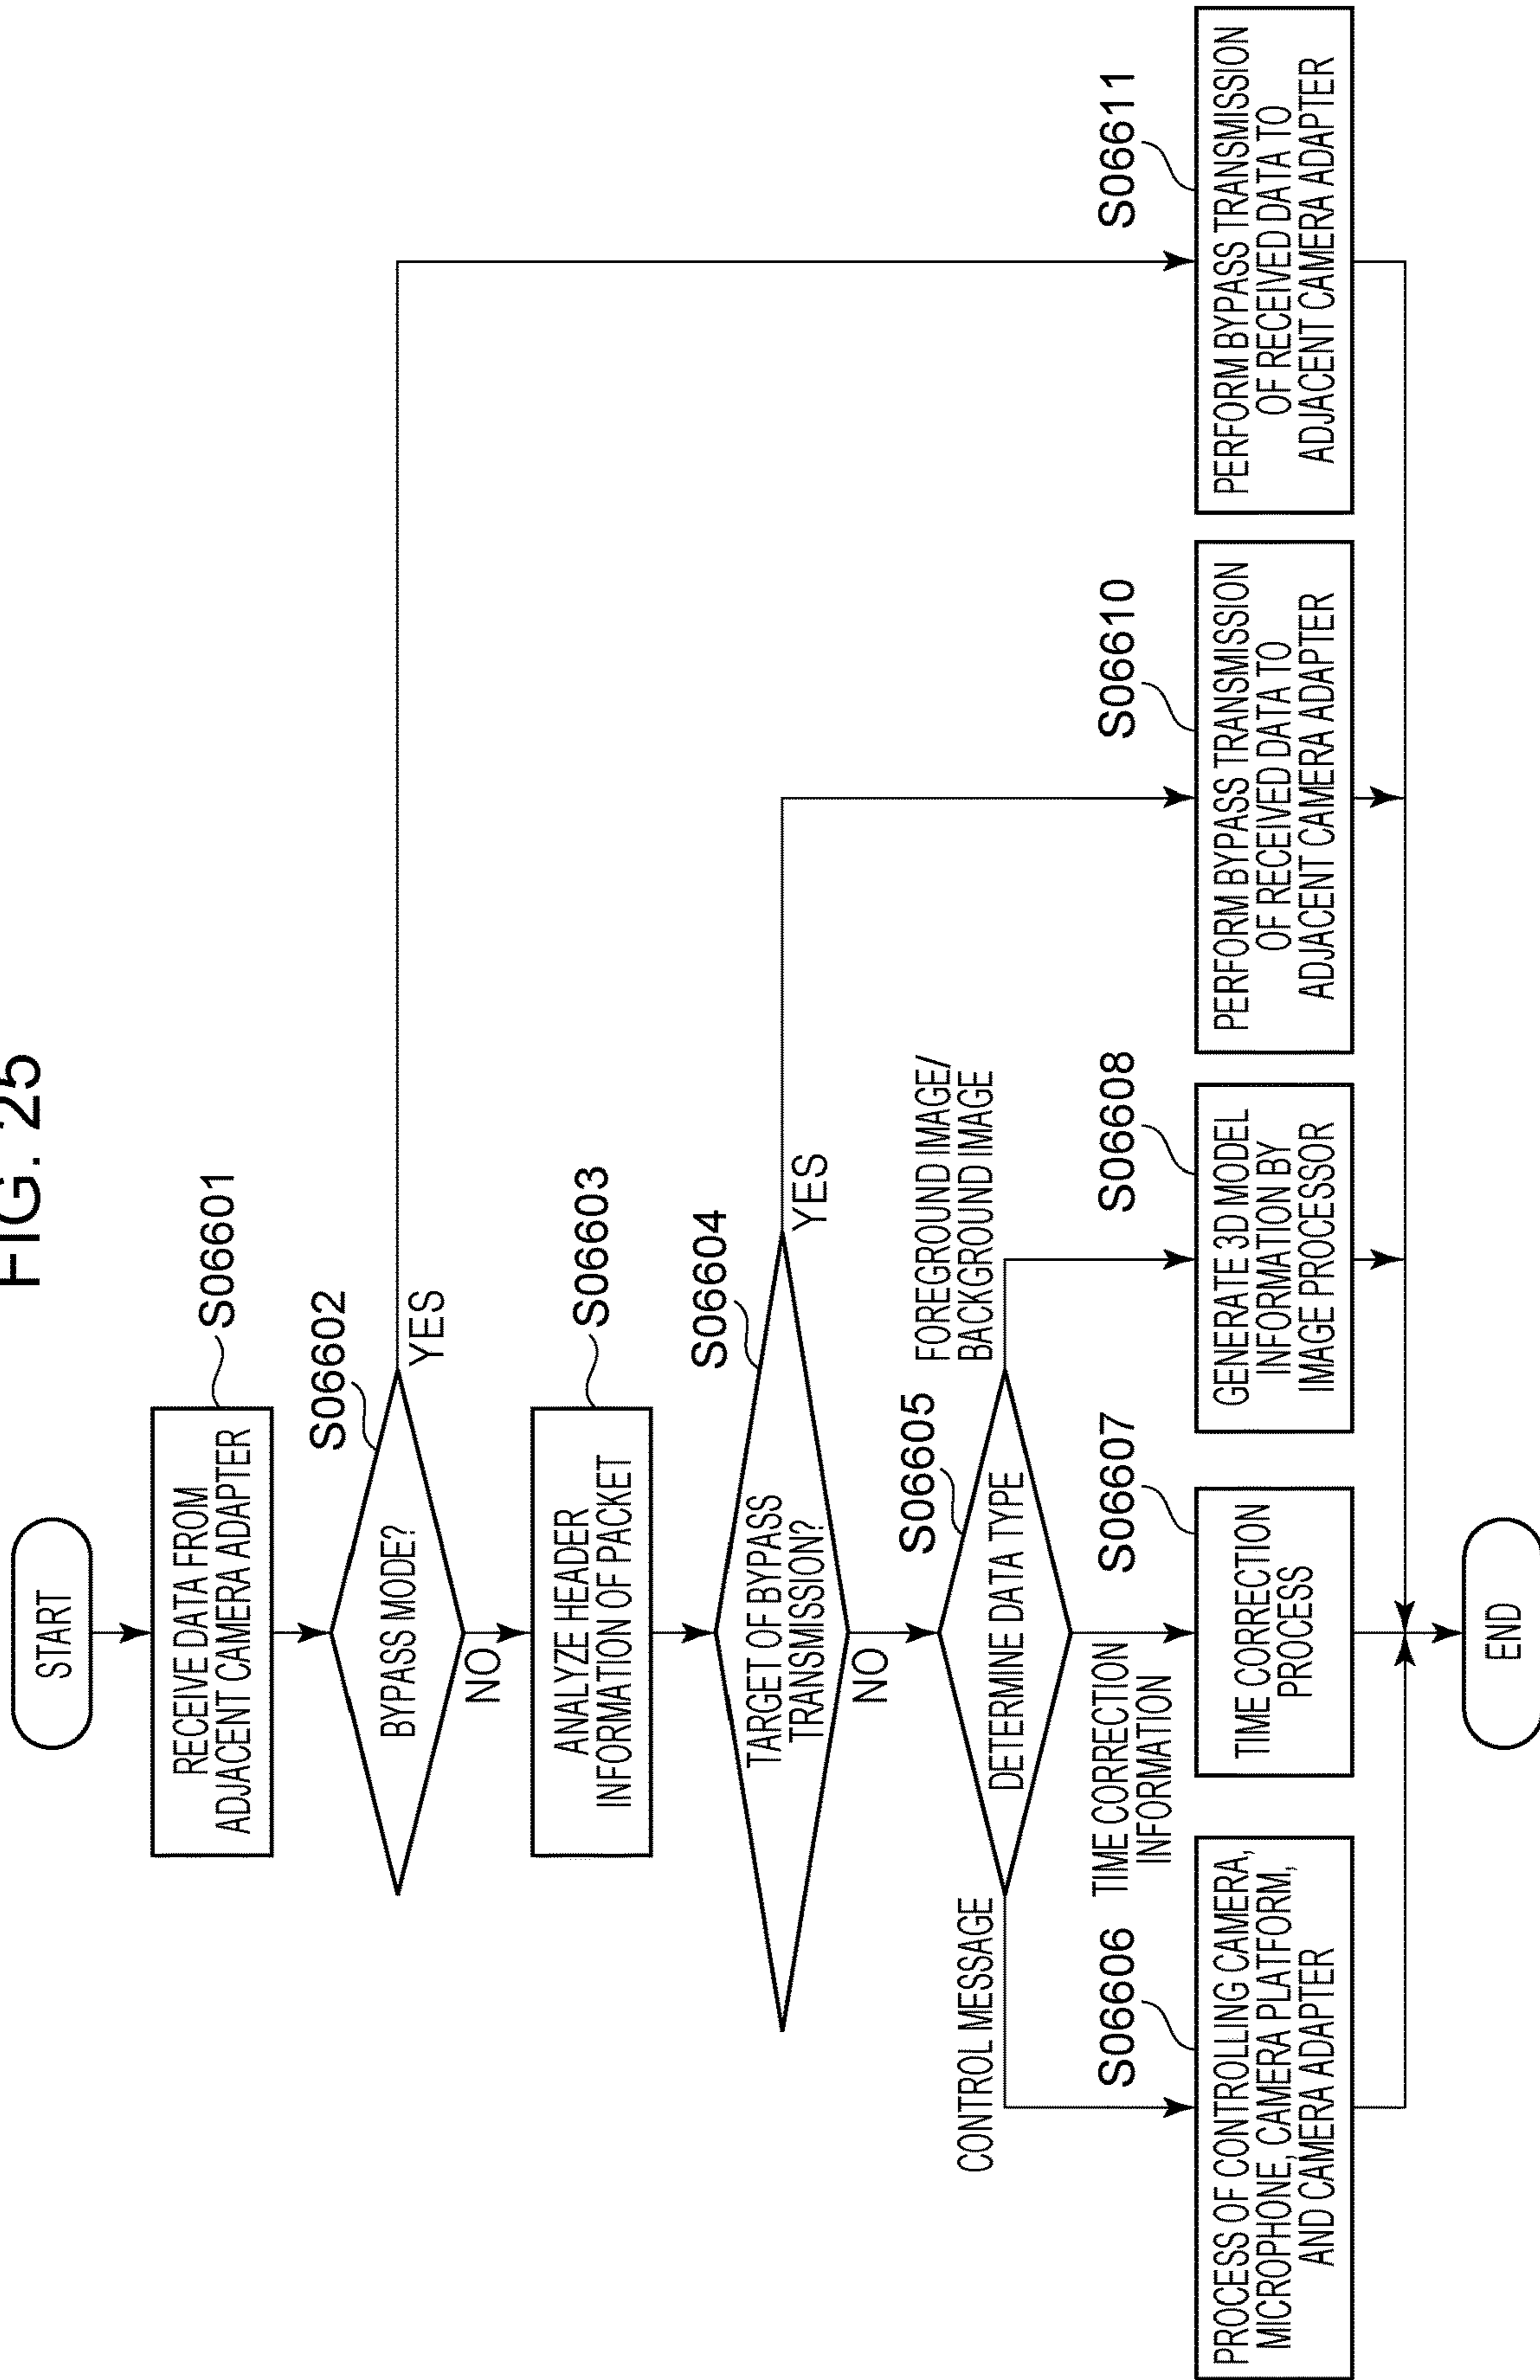 FIG. 25
START
RECEIVE DATA FROM
ADJACENT CAMERA ADAPTER
S06601
BYPASS MODE?
S06602
YES
NO
ANALYZE HEADER
INFORMATION OF PACKET
S06603
TARGET OF BYPASS
TRANSMISSION?
S06604
YES
NO
DETERMINE DATA TYPE
S06605
CONTROL MESSAGE
TIME CORRECTION
INFORMATION
FOREGROUND IMAGE/
BACKGROUND IMAGE
S06606
PROCESS OF CONTROLLING CAMERA,
MICROPHONE, CAMERA PLATFORM,
AND CAMERA ADAPTER
S06607
TIME CORRECTION
PROCESS
S06608
GENERATE 3D MODEL
INFORMATION BY
IMAGE PROCESSOR
S06610
PERFORM BYPASS TRANSMISSION
OF RECEIVED DATA TO
ADJACENT CAMERA ADAPTER
S06611
PERFORM BYPASS TRANSMISSION
OF RECEIVED DATA TO
ADJACENT CAMERA ADAPTER
END